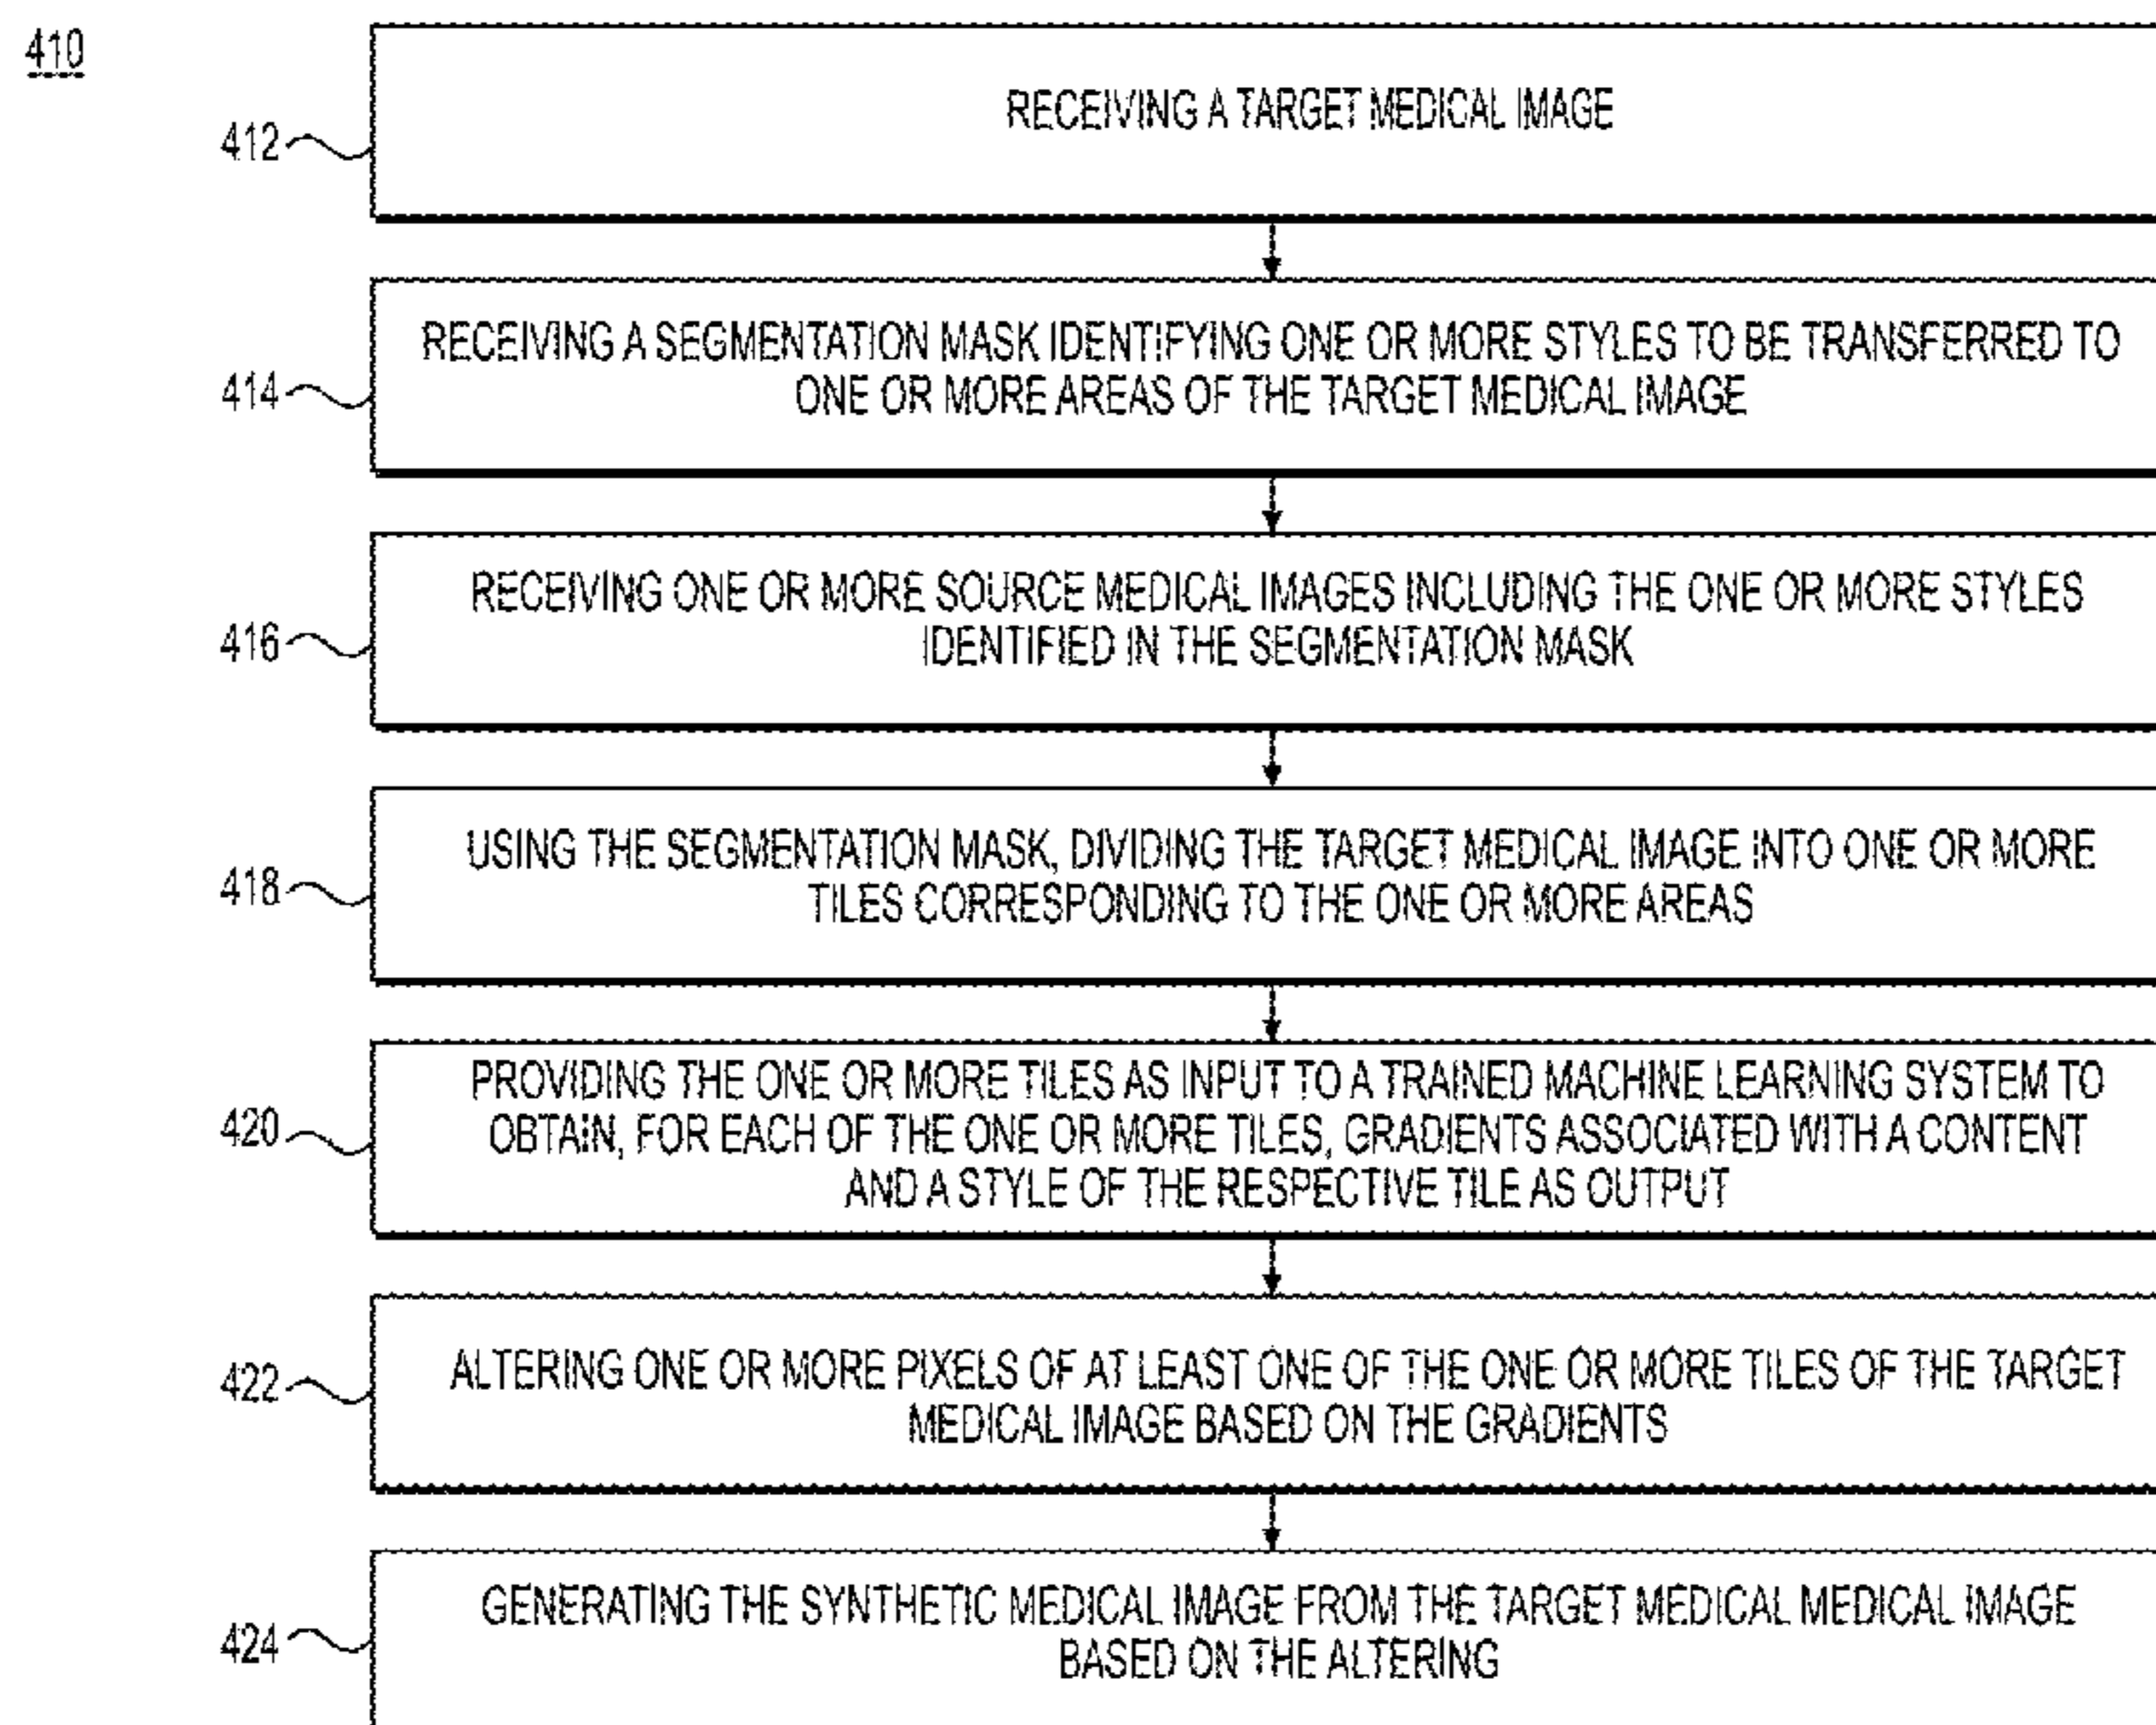 410
412
RECEIVING A TARGET MEDICAL IMAGE
414
RECEIVING A SEGMENTATION MASK IDENTIFYING ONE OR MORE STYLES TO BE TRANSFERRED TO
ONE OR MORE AREAS OF THE TARGET MEDICAL IMAGE
416
RECEIVING ONE OR MORE SOURCE MEDICAL IMAGES INCLUDING THE ONE OR MORE STYLES
IDENTIFIED IN THE SEGMENTATION MASK
418
USING THE SEGMENTATION MASK, DIVIDING THE TARGET MEDICAL IMAGE INTO ONE OR MORE
TILES CORRESPONDING TO THE ONE OR MORE AREAS
420
PROVIDING THE ONE OR MORE TILES AS INPUT TO A TRAINED MACHINE LEARNING SYSTEM TO
OBTAIN, FOR EACH OF THE ONE OR MORE TILES, GRADIENTS ASSOCIATED WITH A CONTENT
AND A STYLE OF THE RESPECTIVE TILE AS OUTPUT
422
ALTERING ONE OR MORE PIXELS OF AT LEAST ONE OF THE ONE OR MORE TILES OF THE TARGET
MEDICAL IMAGE BASED ON THE GRADIENTS
424
GENERATING THE SYNTHETIC MEDICAL IMAGE FROM THE TARGET MEDICAL MEDICAL IMAGE
BASED ON THE ALTERING